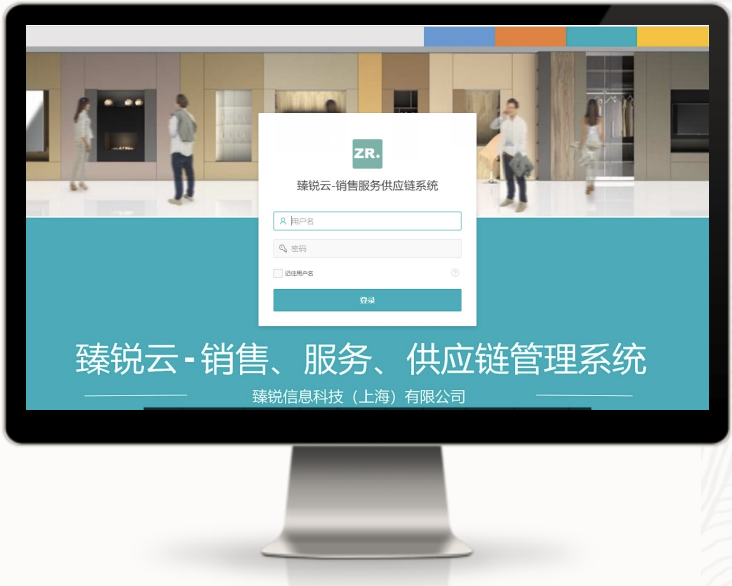 ZR.
臻锐云-销售服务供应链系统
用户名
密码
记住用户名
登录
臻锐云-销售、服务、供应链管理系统
臻锐信息科技（上海）有限公司